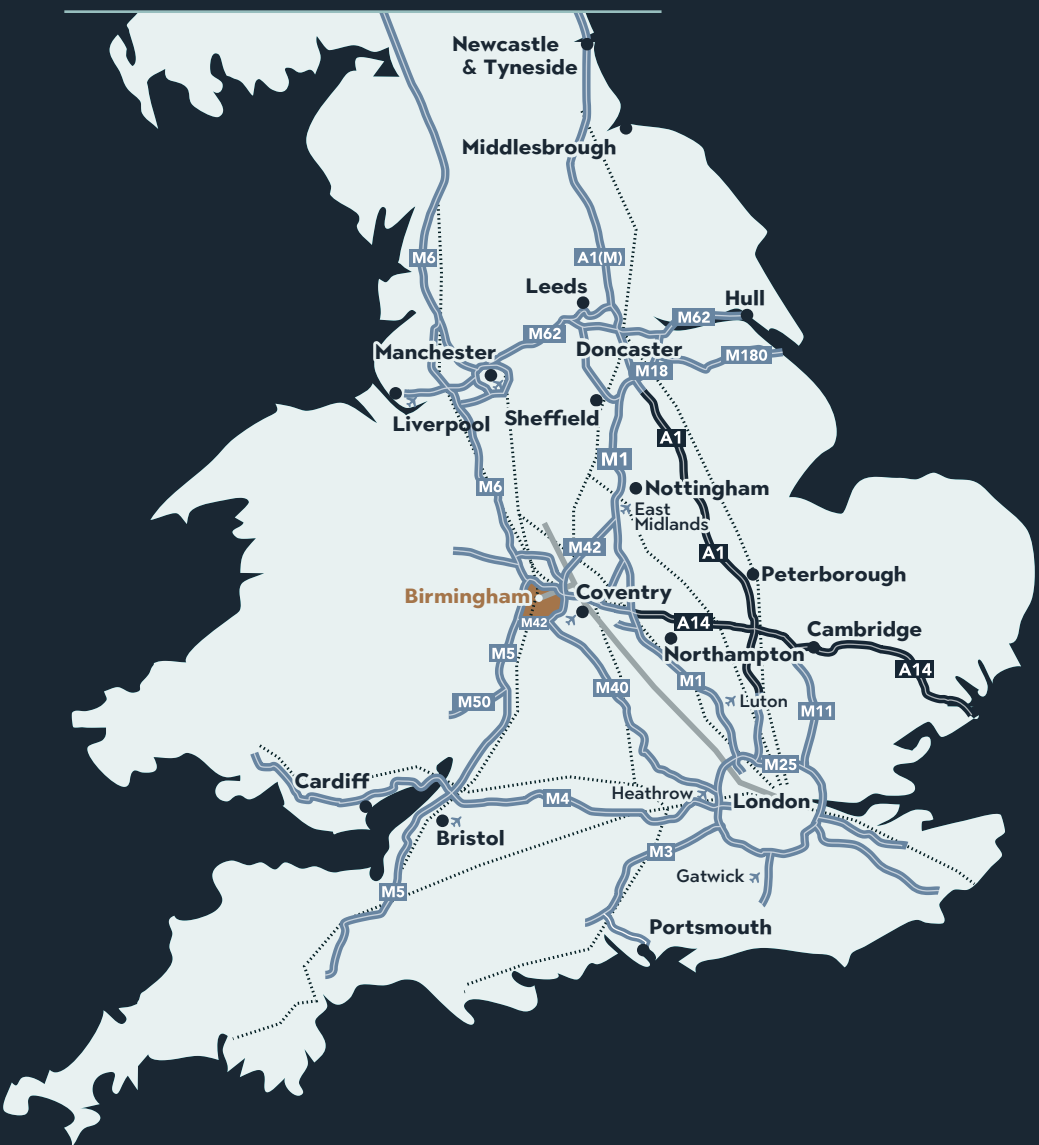 Newcastle
& Tyneside
Middlesbrough
M6
A1(M)
Leeds
Hull
M62
M62
Manchester
Doncaster
M180
M18
Liverpool
Sheffield
A1
M1
M6
Nottingham
East
Midlands
M42
A1
Peterborough
Birmingham
Coventry
M42
A14
Cambridge
M5
Northampton
A14
M1
M40
M50
Luton
M11
M25
Cardiff
Heathrow
M4
London
Bristol
M3
Gatwick
M5
Portsmouth